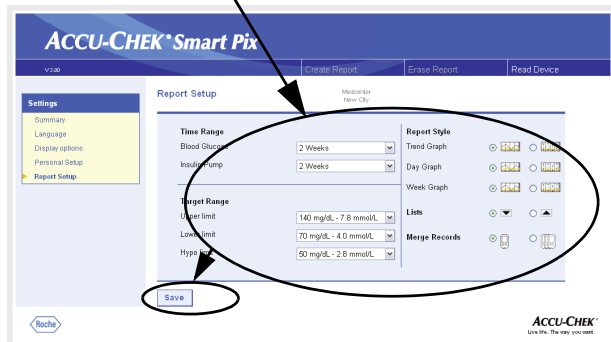 ACCU-CHEK® Smart Pix
V3.00
Create Report
Erase Report
Read Device
Settings
Summary
Language
Display options
Personal Setup
Report Setup
Report Setup
Medcenter
New City
Time Range
Blood Glucose
2 Weeks
Insulin Pump
2 Weeks
Target Range
Upper limit
140 mg/dL - 7.8 mmol/L
Lower limit
70 mg/dL - 4.0 mmol/L
Hypo limit
50 mg/dL - 2.8 mmol/L
Report Style
Trend Graph
Day Graph
Week Graph
Lists
Merge Records
Save
Roche
ACCU-CHEK®
Live life. The way you want.